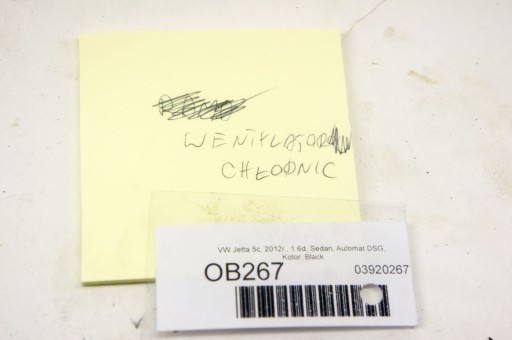 WENTYLATOR
CHŁODNIC
VW Jetta 5c, 2012r., 1.6d, Sedan, Automat DSG,
Kolor: Black
OB267 03920267